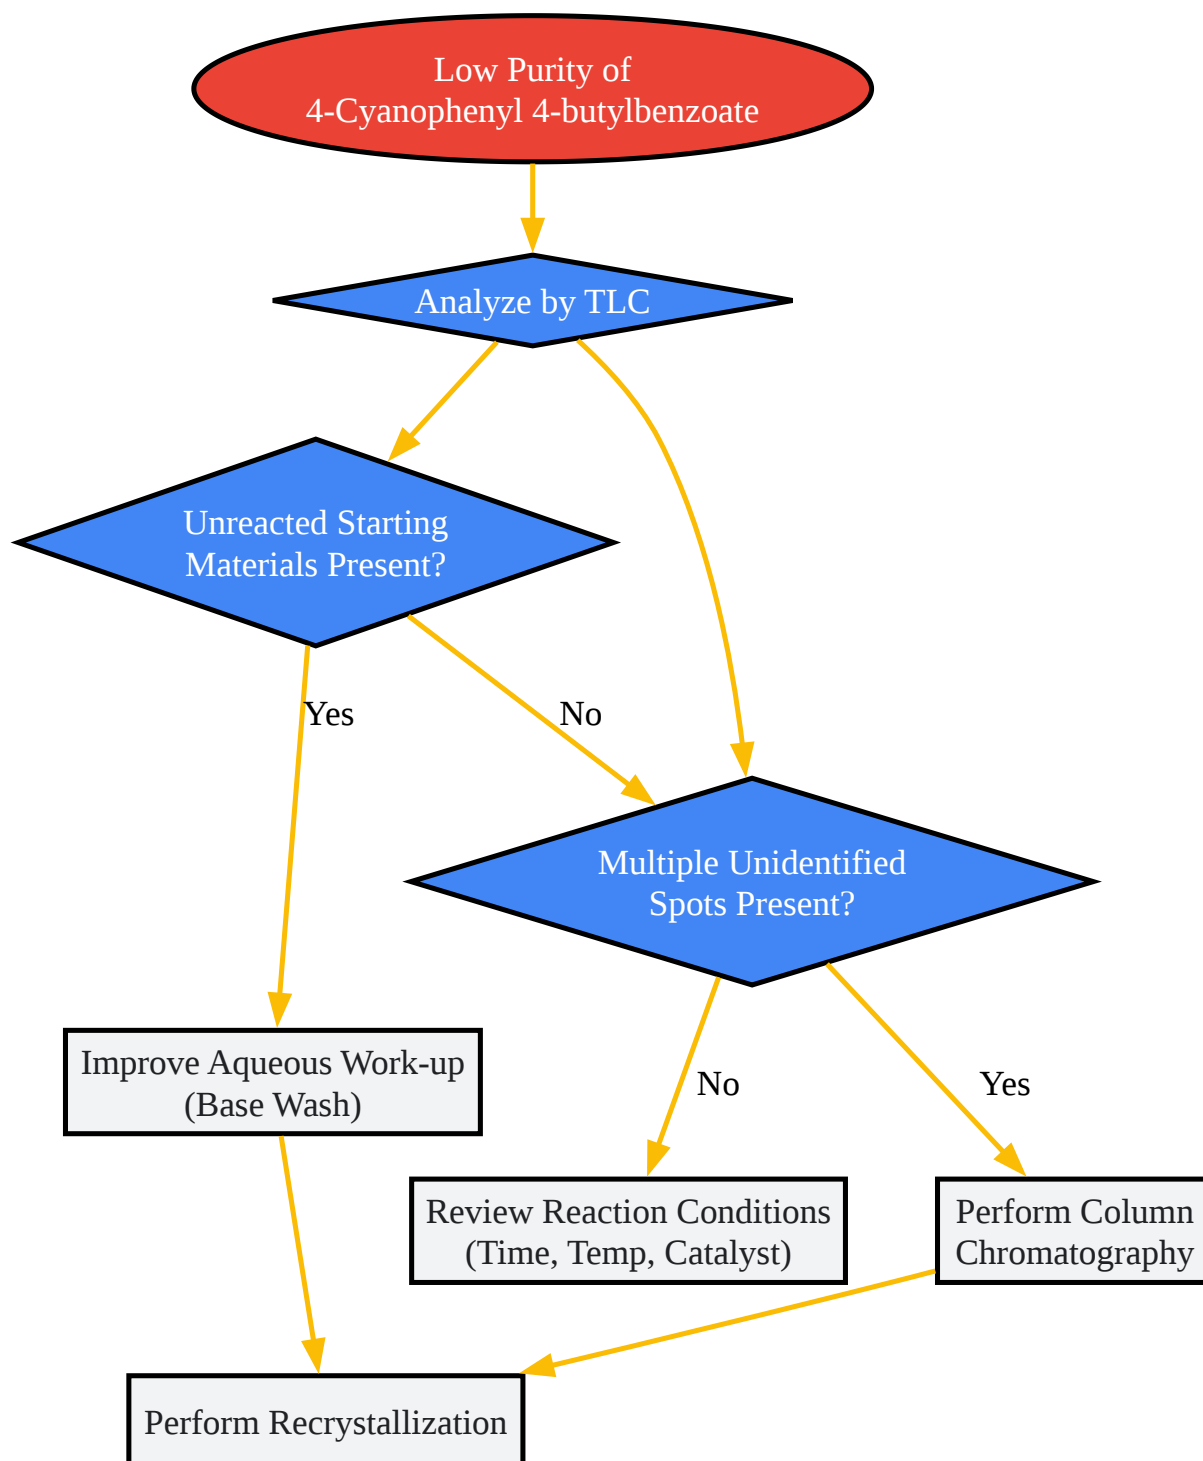 Low Purity of
4-Cyanophenyl 4-butylbenzoate
Analyze by TLC
Unreacted Starting
Materials Present?
Yes
No
Multiple Unidentified
Spots Present?
Improve Aqueous Work-up
(Base Wash)
No
Yes
Review Reaction Conditions
(Time, Temp, Catalyst)
Perform Column
Chromatography
Perform Recrystallization